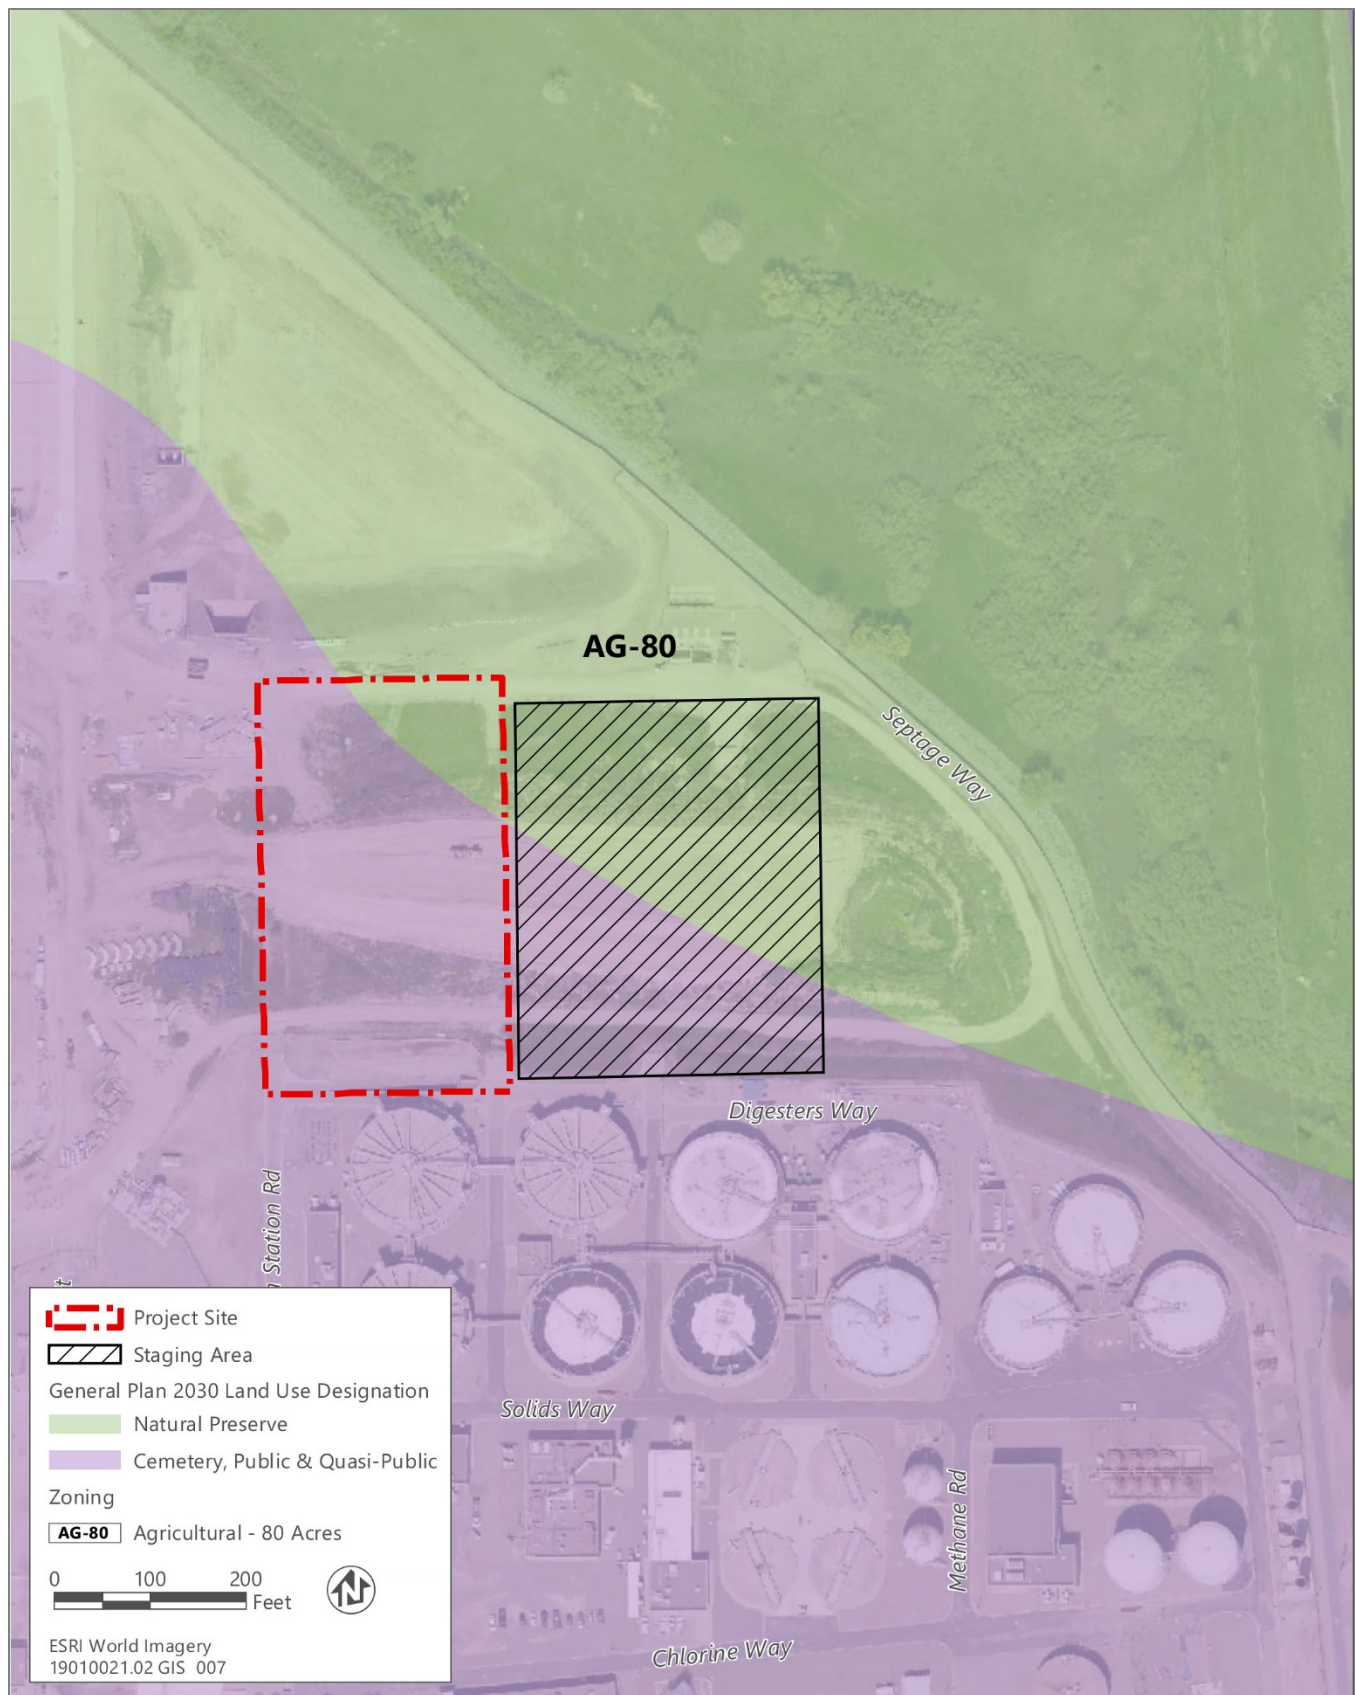 AG-80
Septage Way
Digesters Way
Station Rd
Solids Way
Methane Rd
Chlorine Way
Project Site
Staging Area
General Plan 2030 Land Use Designation
Natural Preserve
Cemetery, Public & Quasi-Public
Zoning
AG-80 Agricultural - 80 Acres
0 100 200
Feet
N
ESRI World Imagery
19010021.02 GIS 007